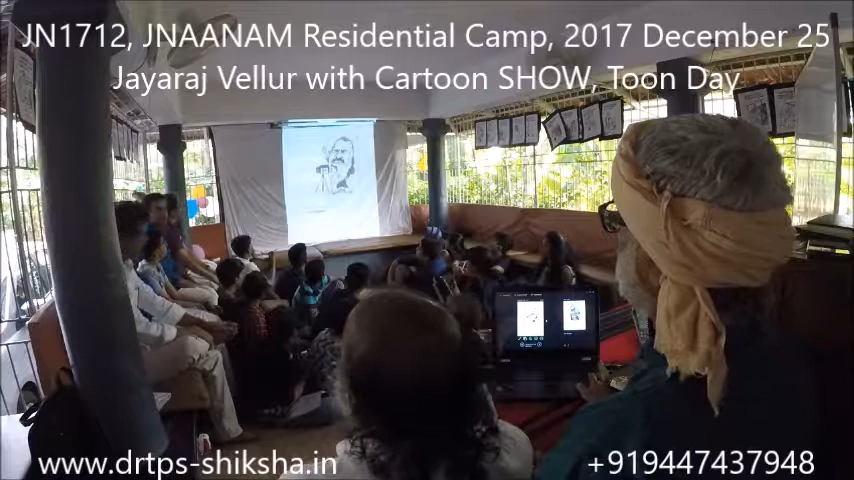 JN1712, JNAANAM Residential Camp, 2017 December 25
Jayaraj Vellur with Cartoon SHOW, Toon Day
www.drtps-shiksha.in
+919447437948